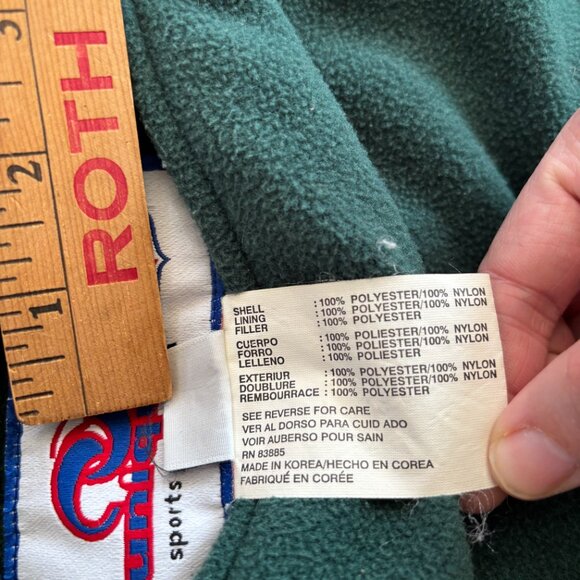 3
2
1
ROTH
SHELL : 100% POLYESTER/100% NYLON
LINING : 100% POLYESTER/100% NYLON
FILLER : 100% POLYESTER
CUERPO : 100% POLIESTER/100% NYLON
FORRO : 100% POLIESTER/100% NYLON
LELLENO : 100% POLIESTER
EXTERIUR : 100% POLYESTER/100% NYLON
DOUBLURE : 100% POLYESTER/100% NYLON
REMBOURRACE : 100% POLYESTER
SEE REVERSE FOR CARE
VER AL DORSO PARA CUID ADO
VOIR AUBERSO POUR SAIN
RN 83885
MADE IN KOREA/HECHO EN COREA
FABRIQUÉ EN CORÉE
uniq
sports